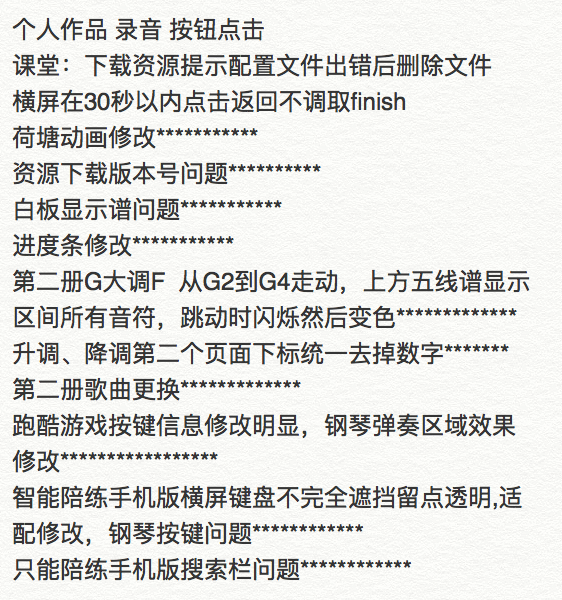 个人作品 录音 按钮点击
课堂：下载资源提示配置文件出错后删除文件
横屏在30秒以内点击返回不调取finish
荷塘动画修改***********
资源下载版本号问题**********
白板显示谱问题***********
进度条修改***********
第二册G大调F  从G2到G4走动，上方五线谱显示
区间所有音符，跳动时闪烁然后变色*************
升调、降调第二个页面下标统一去掉数字*******
第二册歌曲更换*************
跑酷游戏按键信息修改明显，钢琴弹奏区域效果
修改*****************
智能陪练手机版横屏键盘不完全遮挡留点透明,适
配修改，钢琴按键问题************
只能陪练手机版搜索栏问题************